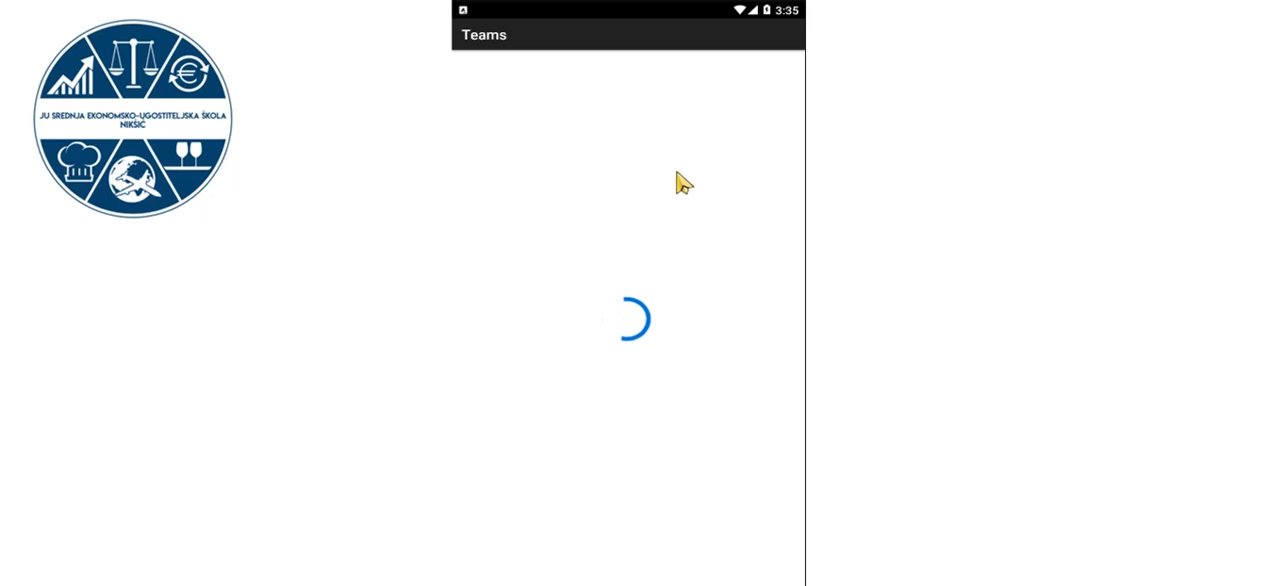 JU SREDNJA EKONOMSKO-UGOSTITELJSKA ŠKOLA
NIKŠIĆ
3:35
Teams